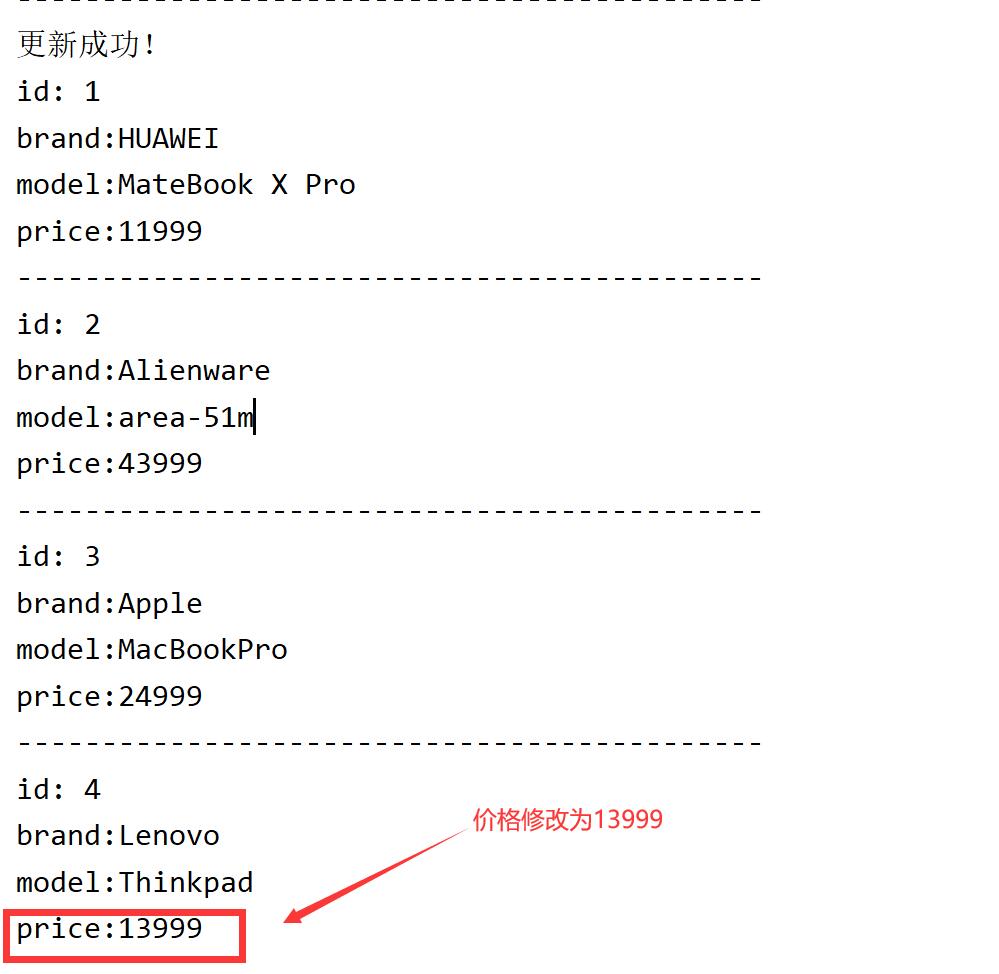 --------------------------------------------
更新成功!
id: 1
brand:HUAWEI
model:MateBook X Pro
price:11999
--------------------------------------------
id: 2
brand:Alienware
model:area-51m
price:43999
--------------------------------------------
id: 3
brand:Apple
model:MacBookPro
price:24999
--------------------------------------------
id: 4
brand:Lenovo
价格修改为13999
model:Thinkpad
price:13999